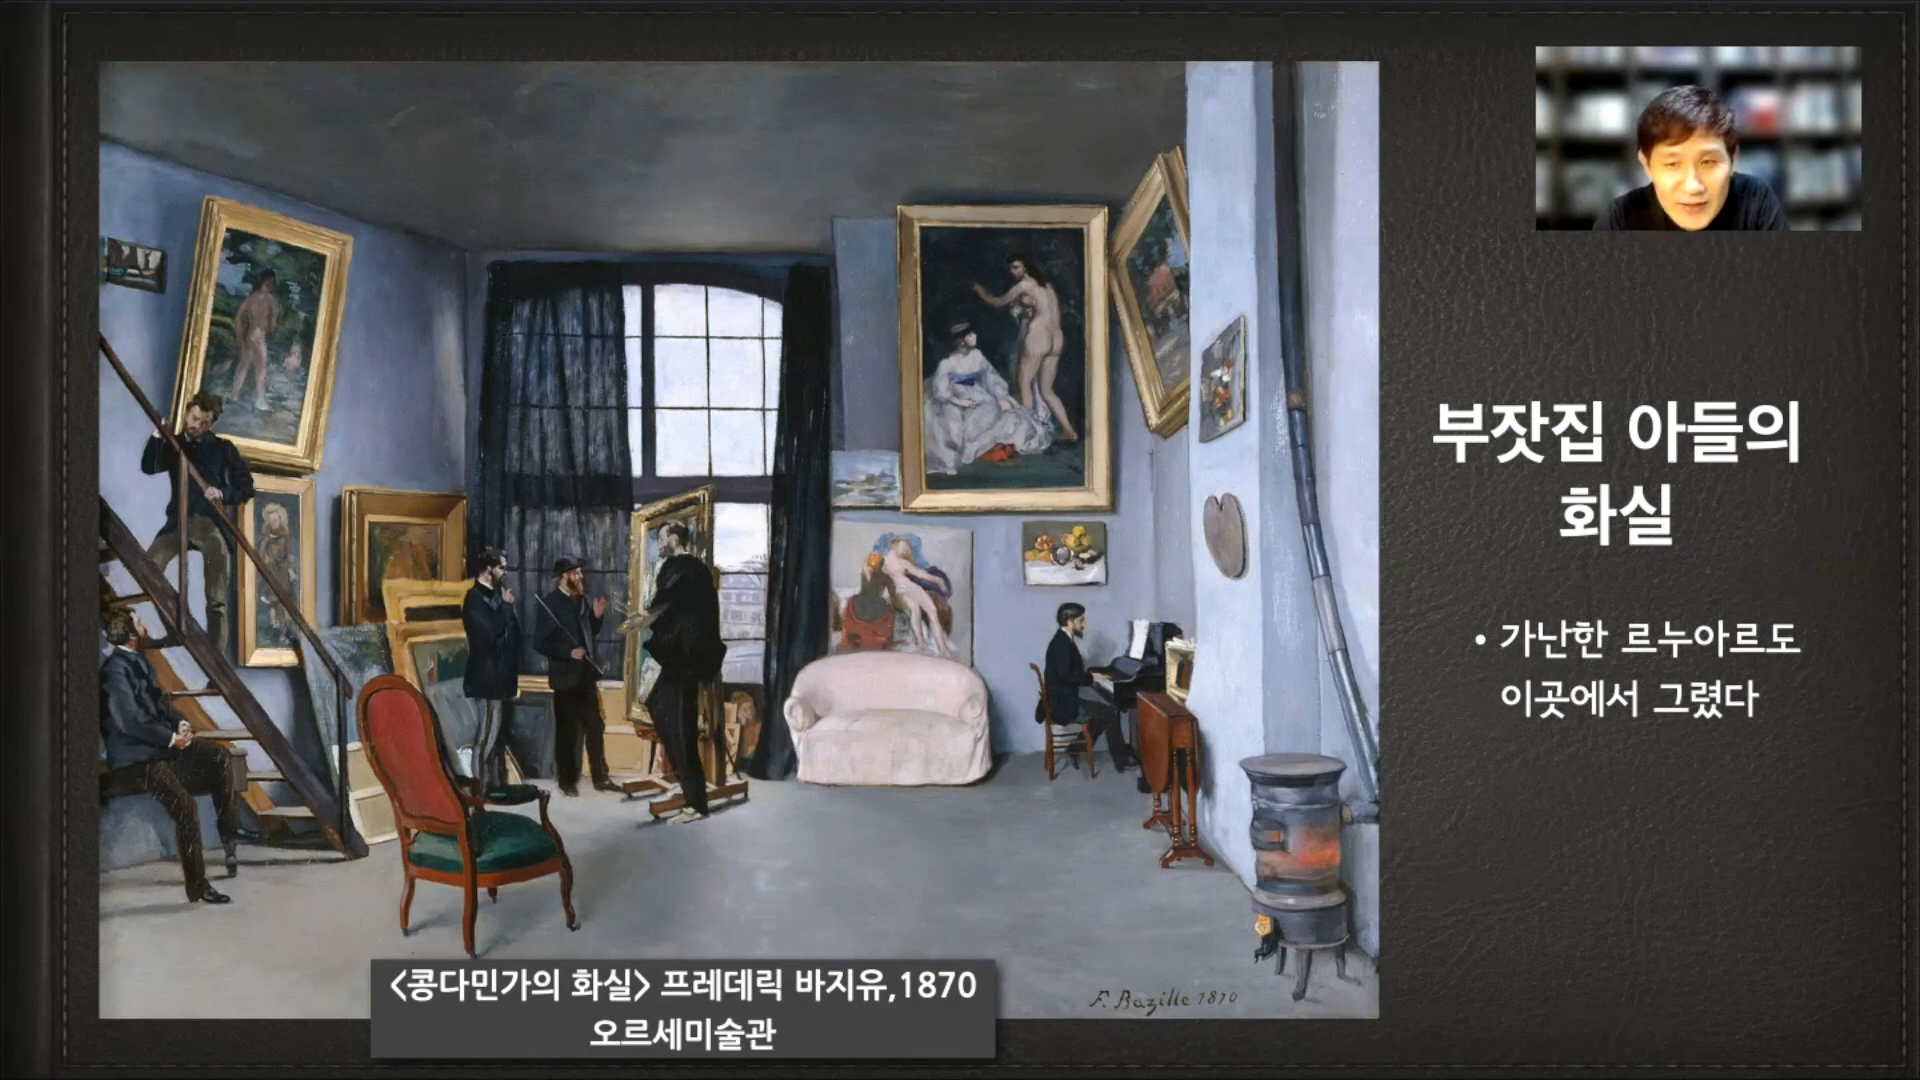 부잣집 아들의
화실
• 가난한 르누아르도
이곳에서 그렸다
<콩다민가의 화실> 프레데릭 바지유,1870
오르세미술관
F. Bazille 1870